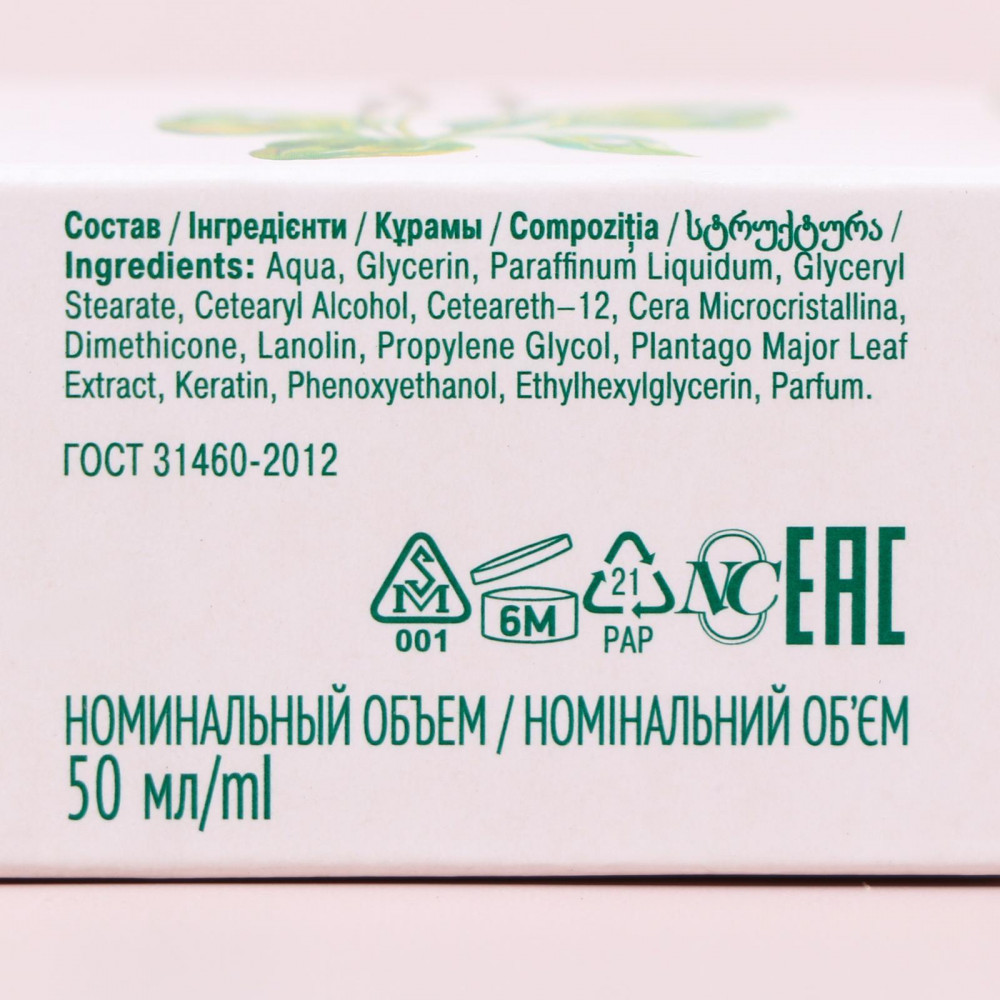 Состав / Інгредієнти / Құрамы / Compoziția / სტრუქტურა /
Ingredients: Aqua, Glycerin, Paraffinum Liquidum, Glyceryl
Stearate, Cetearyl Alcohol, Ceteareth–12, Cera Microcristallina,
Dimethicone, Lanolin, Propylene Glycol, Plantago Major Leaf
Extract, Keratin, Phenoxyethanol, Ethylhexylglycerin, Parfum.
ГОСТ 31460-2012
SM 6M 21 NC EAC
001 PAP
НОМИНАЛЬНЫЙ ОБЪЕМ / НОМІНАЛЬНИЙ ОБ’ЄМ
50 мл/ml